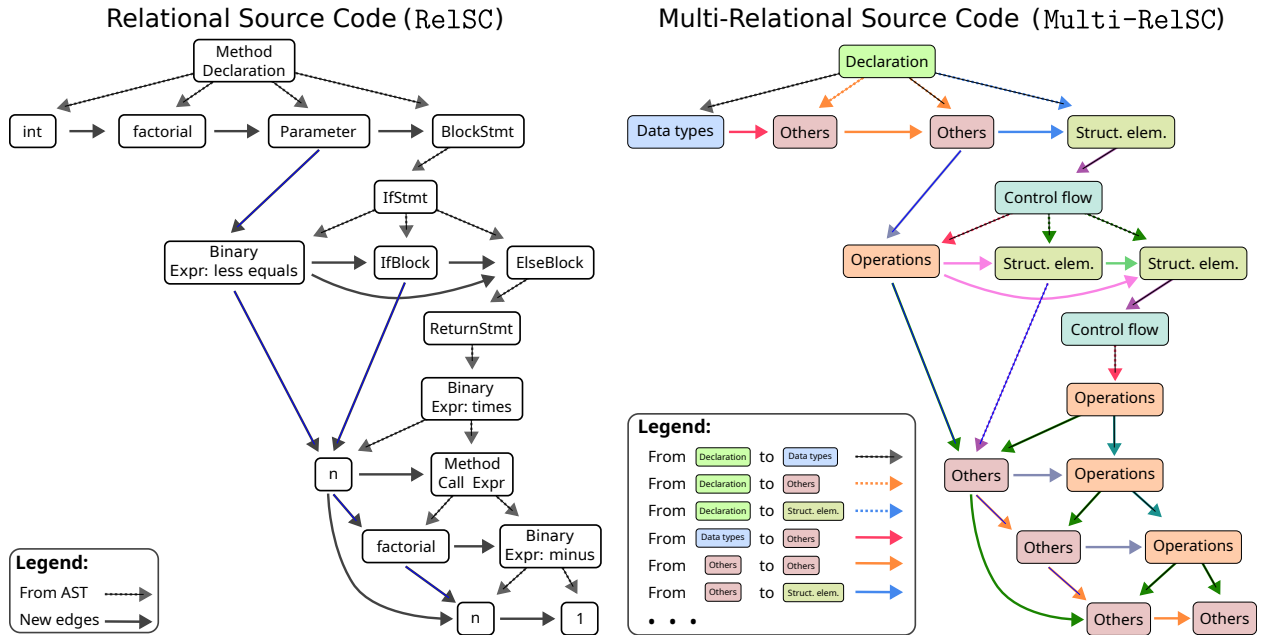 Relational Source Code (RelSC)
Method
Declaration
int
factorial
Parameter
BlockStmt
IfStmt
Binary
Expr: less equals
IfBlock
ElseBlock
ReturnStmt
Binary
Expr: times
n
Method
Call Expr
factorial
Binary
Expr: minus
n
1
Legend:
From AST
New edges
Multi-Relational Source Code (Multi-RelSC)
Declaration
Data types
Others
Others
Struct. elem.
Control flow
Operations
Struct. elem.
Struct. elem.
Control flow
Operations
Others
Operations
Others
Operations
Others
Others
Legend:
From Declaration to Data types
From Declaration to Others
From Declaration to Struct. elem.
From Data types to Others
From Others to Others
From Others to Struct. elem.
• • •